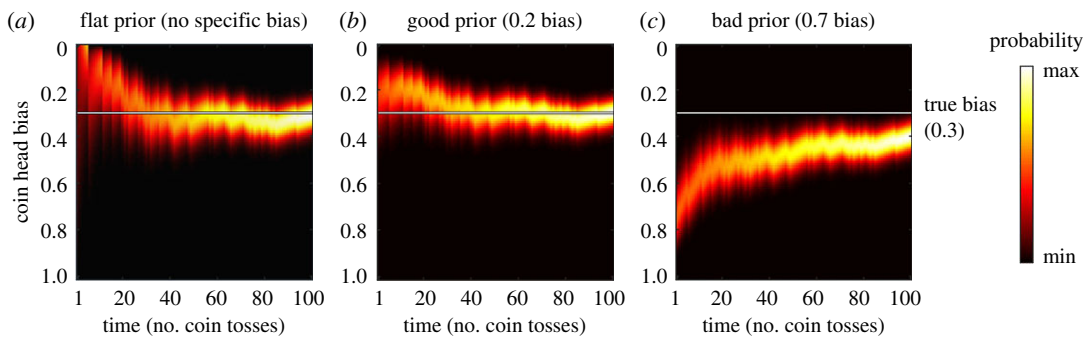 (a) flat prior (no specific bias)
(b) good prior (0.2 bias)
(c) bad prior (0.7 bias)
coin head bias
0
0.2
0.4
0.6
0.8
1.0
1 20 40 60 80 100
time (no. coin tosses)
0
0.2
0.4
0.6
0.8
1.0
1 20 40 60 80 100
time (no. coin tosses)
0
0.2
0.4
0.6
0.8
1.0
1 20 40 60 80 100
time (no. coin tosses)
true bias
(0.3)
probability
max
min